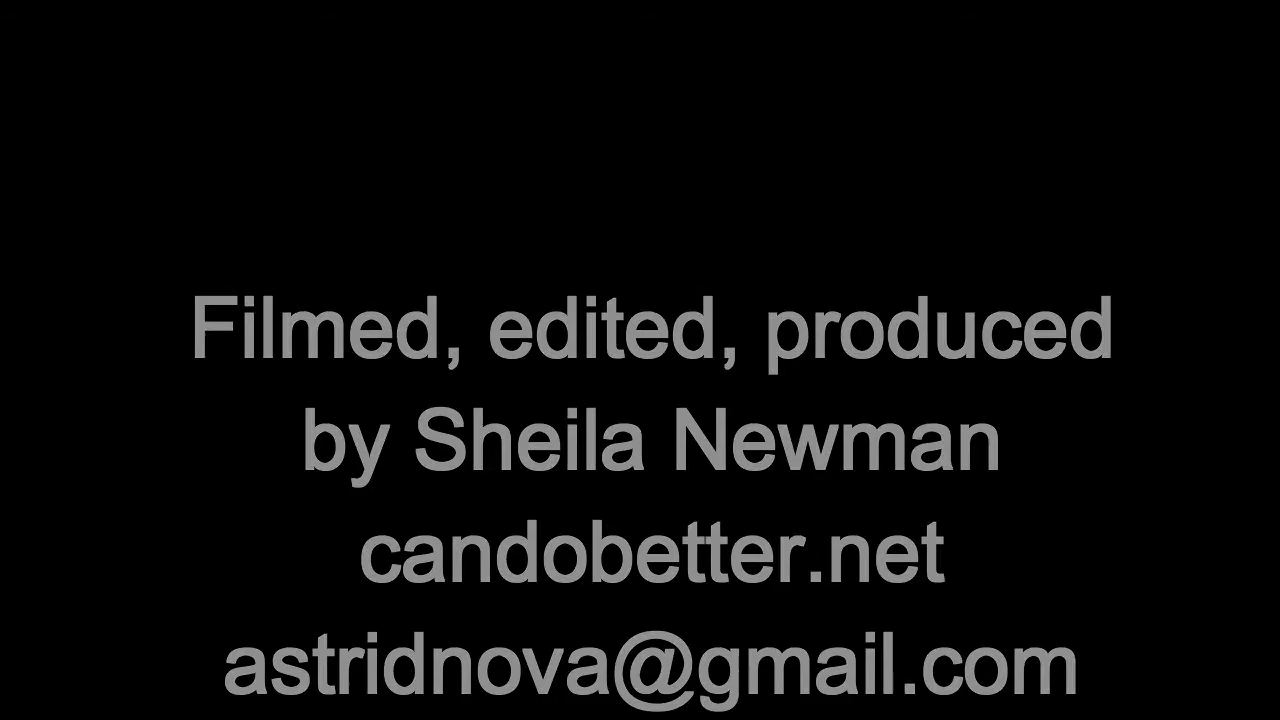 Filmed, edited, produced
by Sheila Newman
candobetter.net
astridnova@gmail.com